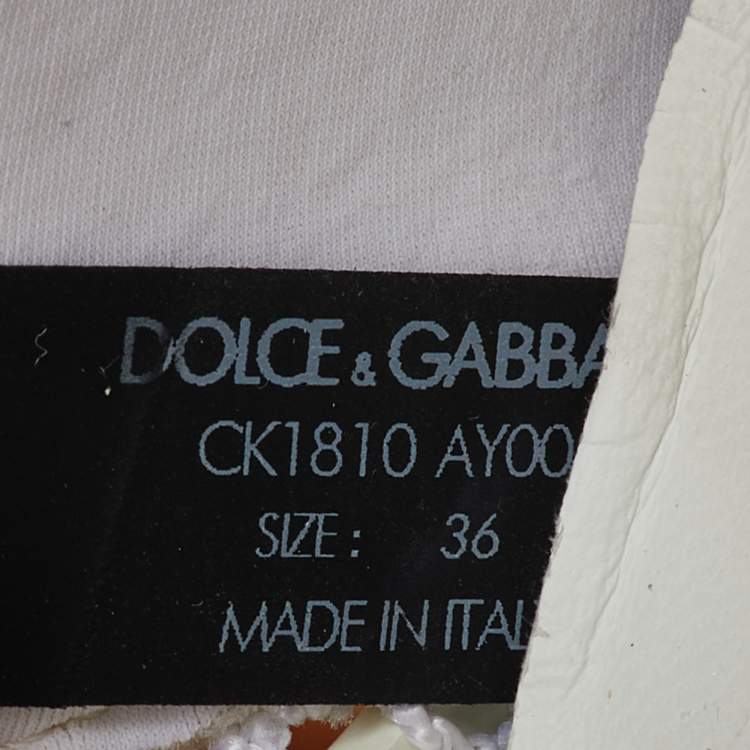 DOLCE & GABBA
CK1810 AY00
SIZE: 36
MADE IN ITAL